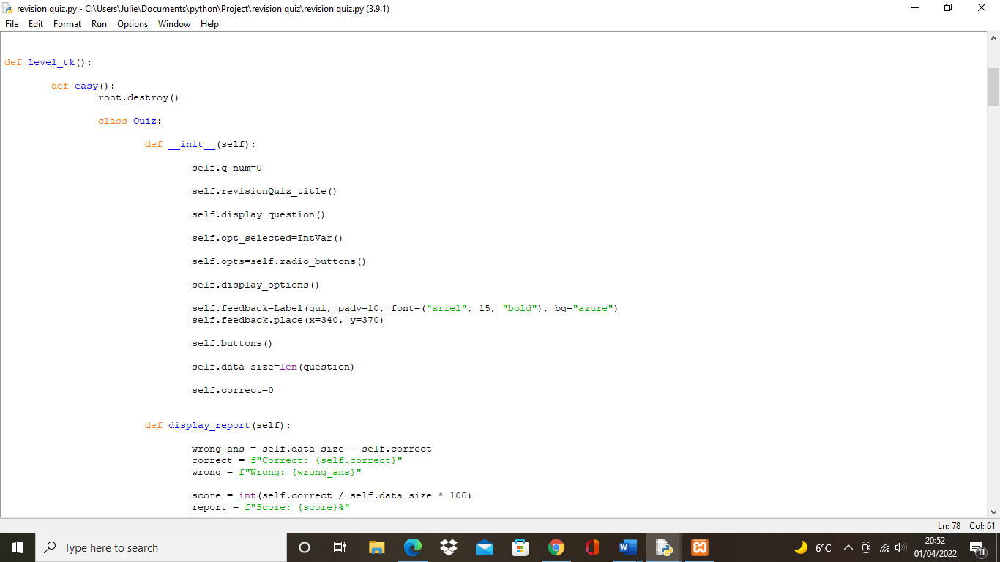 revision quiz.py - C:\Users\Julie\Documents\python\Project\revision quiz\revision quiz.py (3.9.1)
File Edit Format Run Options Window Help
def level_tk():
def easy():
root.destroy()
class Quiz:
def __init__(self):
self.q_num=0
self.revisionQuiz_title()
self.display_question()
self.opt_selected=IntVar()
self.opts=self.radio_buttons()
self.display_options()
self.feedback=Label(gui, pady=10, font=("ariel", 15, "bold"), bg="azure")
self.feedback.place(x=340, y=370)
self.buttons()
self.data_size=len(question)
self.correct=0
def display_report(self):
wrong_ans = self.data_size - self.correct
correct = f"Correct: {self.correct}"
wrong = f"Wrong: {wrong_ans}"
score = int(self.correct / self.data_size * 100)
report = f"Score: {score}%"
Ln: 78 Col: 61
Type here to search
6°C
20:52
01/04/2022
11